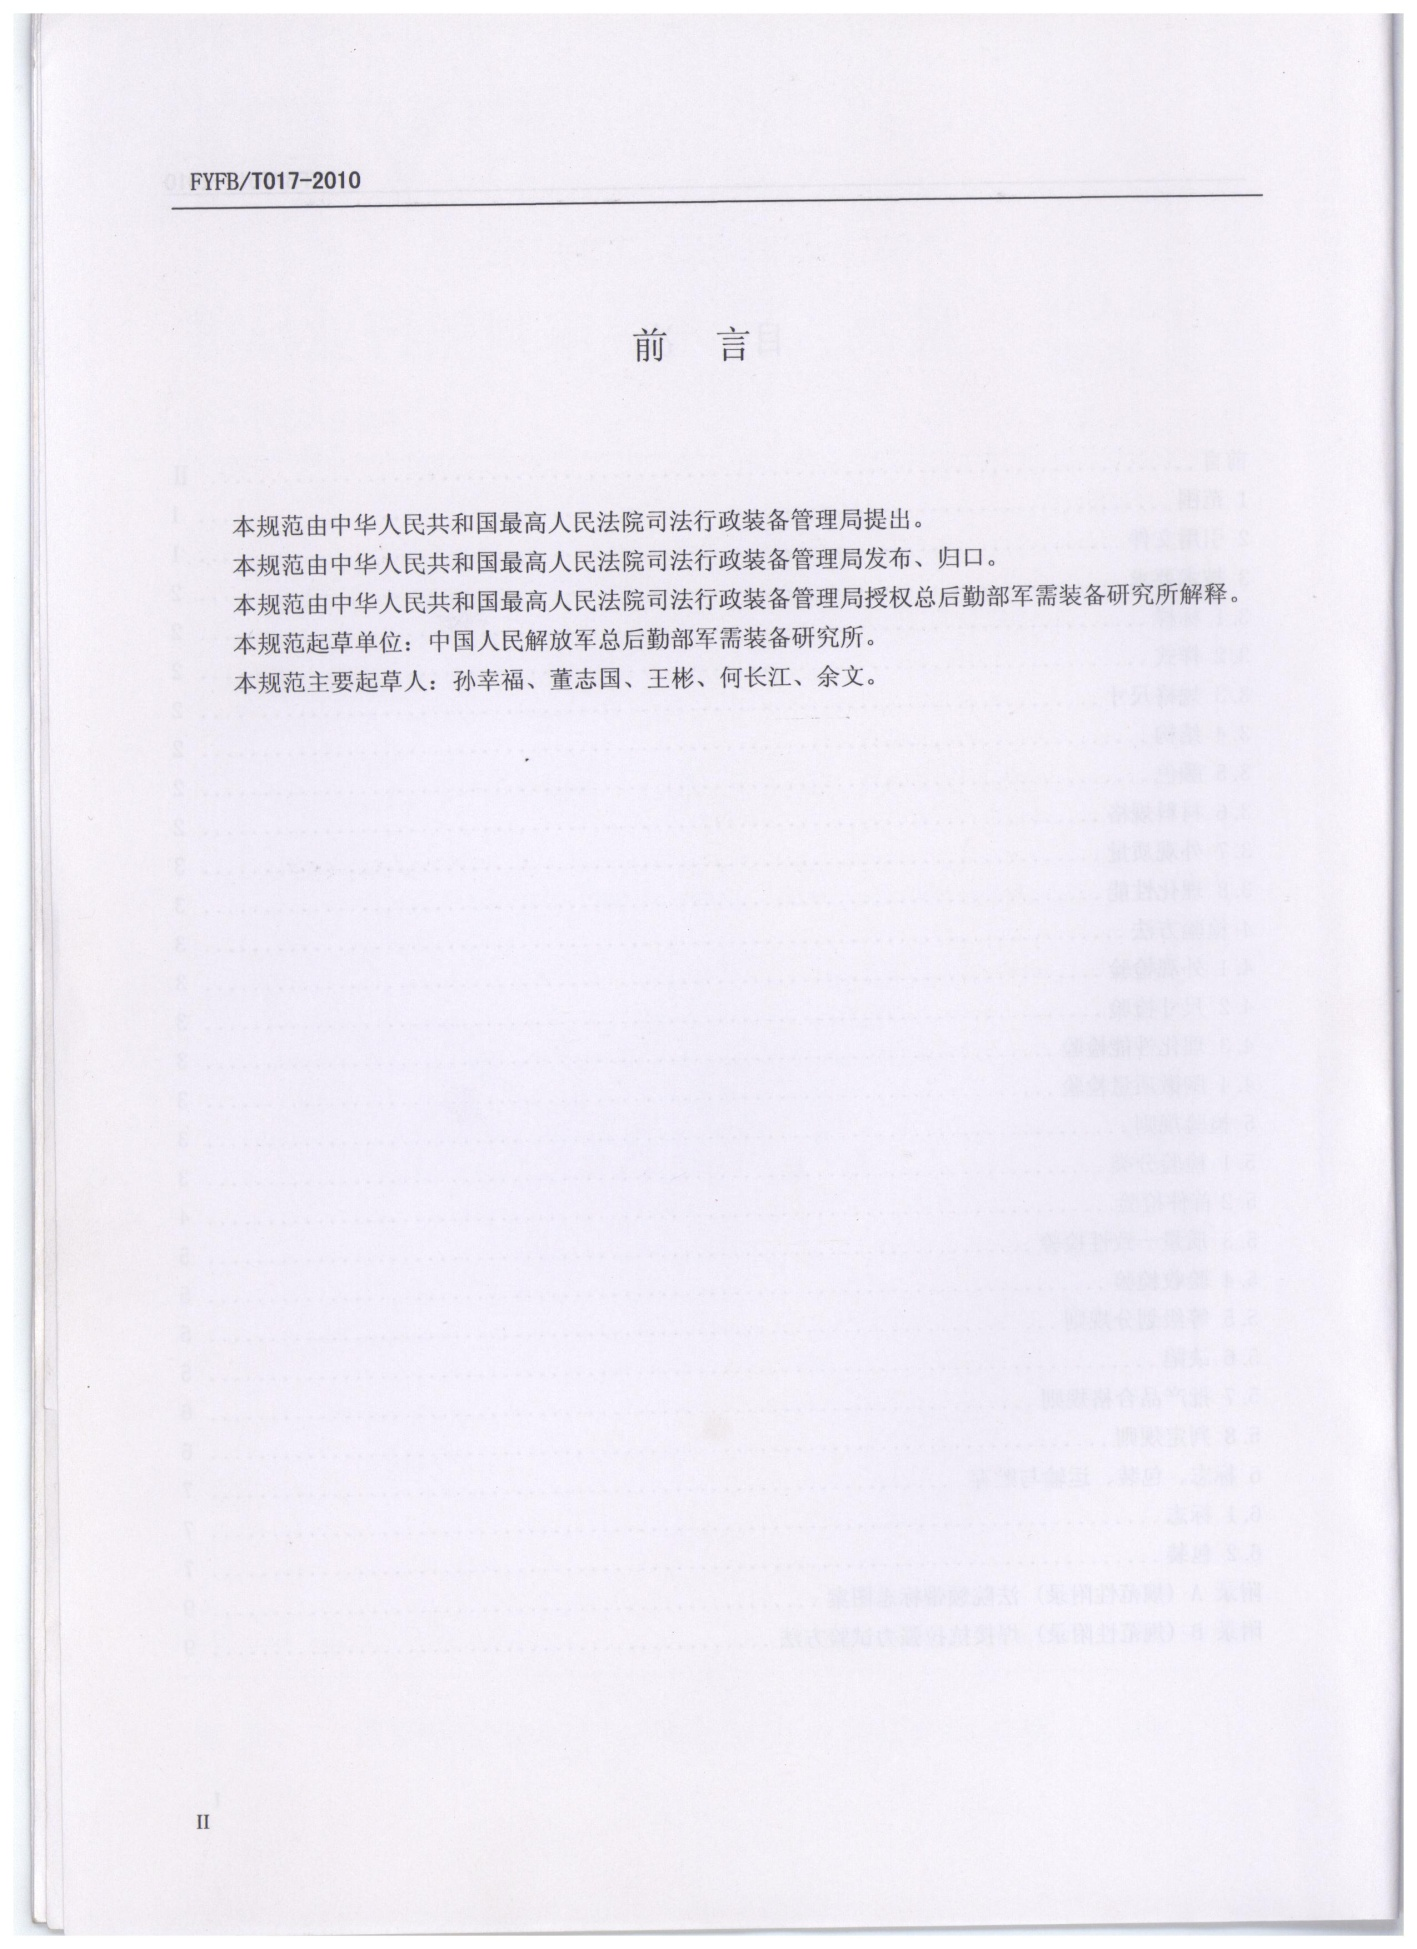 FYFB/T017-2010
前 言
本规范由中华人民共和国最高人民法院司法行政装备管理局提出。
本规范由中华人民共和国最高人民法院司法行政装备管理局发布、归口。
本规范由中华人民共和国最高人民法院司法行政装备管理局授权总后勤部军需装备研究所解释。
本规范起草单位：中国人民解放军总后勤部军需装备研究所。
本规范主要起草人：孙幸福、董志国、王彬、何长江、余文。
II